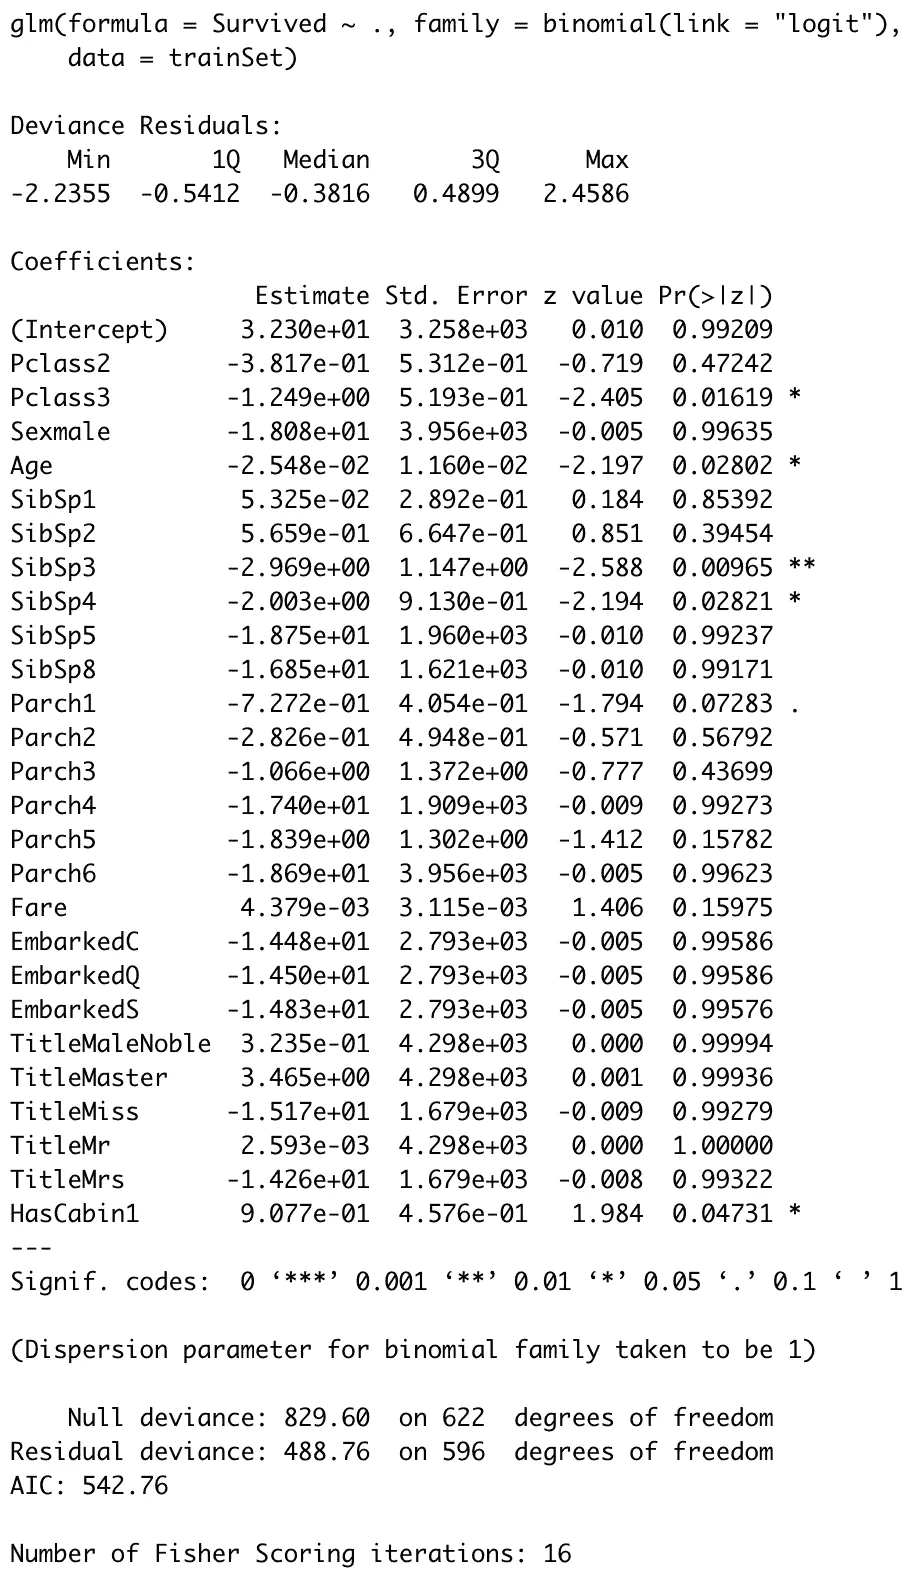 glm(formula = Survived ~ ., family = binomial(link = "logit"),
    data = trainSet)
Deviance Residuals:
    Min       1Q   Median       3Q      Max
-2.2355  -0.5412  -0.3816   0.4899   2.4586
Coefficients:
                 Estimate Std. Error z value Pr(>|z|)
(Intercept)     3.230e+01  3.258e+03   0.010  0.99209
Pclass2        -3.817e-01  5.312e-01  -0.719  0.47242
Pclass3        -1.249e+00  5.193e-01  -2.405  0.01619 *
Sexmale        -1.808e+01  3.956e+03  -0.005  0.99635
Age            -2.548e-02  1.160e-02  -2.197  0.02802 *
SibSp1          5.325e-02  2.892e-01   0.184  0.85392
SibSp2          5.659e-01  6.647e-01   0.851  0.39454
SibSp3         -2.969e+00  1.147e+00  -2.588  0.00965 **
SibSp4         -2.003e+00  9.130e-01  -2.194  0.02821 *
SibSp5         -1.875e+01  1.960e+03  -0.010  0.99237
SibSp8         -1.685e+01  1.621e+03  -0.010  0.99171
Parch1         -7.272e-01  4.054e-01  -1.794  0.07283 .
Parch2         -2.826e-01  4.948e-01  -0.571  0.56792
Parch3         -1.066e+00  1.372e+00  -0.777  0.43699
Parch4         -1.740e+01  1.909e+03  -0.009  0.99273
Parch5         -1.839e+00  1.302e+00  -1.412  0.15782
Parch6         -1.869e+01  3.956e+03  -0.005  0.99623
Fare            4.379e-03  3.115e-03   1.406  0.15975
EmbarkedC      -1.448e+01  2.793e+03  -0.005  0.99586
EmbarkedQ      -1.450e+01  2.793e+03  -0.005  0.99586
EmbarkedS      -1.483e+01  2.793e+03  -0.005  0.99576
TitleMaleNoble  3.235e-01  4.298e+03   0.000  0.99994
TitleMaster     3.465e+00  4.298e+03   0.001  0.99936
TitleMiss      -1.517e+01  1.679e+03  -0.009  0.99279
TitleMr         2.593e-03  4.298e+03   0.000  1.00000
TitleMrs       -1.426e+01  1.679e+03  -0.008  0.99322
HasCabin1       9.077e-01  4.576e-01   1.984  0.04731 *
---
Signif. codes:  0 ‘***’ 0.001 ‘**’ 0.01 ‘*’ 0.05 ‘.’ 0.1 ‘ ’ 1
(Dispersion parameter for binomial family taken to be 1)
    Null deviance: 829.60  on 622  degrees of freedom
Residual deviance: 488.76  on 596  degrees of freedom
AIC: 542.76
Number of Fisher Scoring iterations: 16